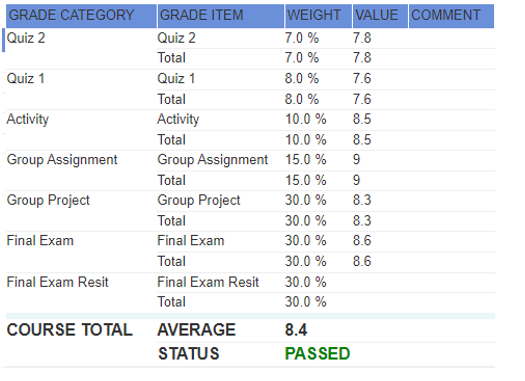 GRADE CATEGORY GRADE ITEM WEIGHT VALUE COMMENT
Quiz 2 Quiz 2 7.0 % 7.8
Total 7.0 % 7.8
Quiz 1 Quiz 1 8.0 % 7.6
Total 8.0 % 7.6
Activity Activity 10.0 % 8.5
Total 10.0 % 8.5
Group Assignment Group Assignment 15.0 % 9
Total 15.0 % 9
Group Project Group Project 30.0 % 8.3
Total 30.0 % 8.3
Final Exam Final Exam 30.0 % 8.6
Total 30.0 % 8.6
Final Exam Resit Final Exam Resit 30.0 %
Total 30.0 %
COURSE TOTAL AVERAGE 8.4
STATUS PASSED